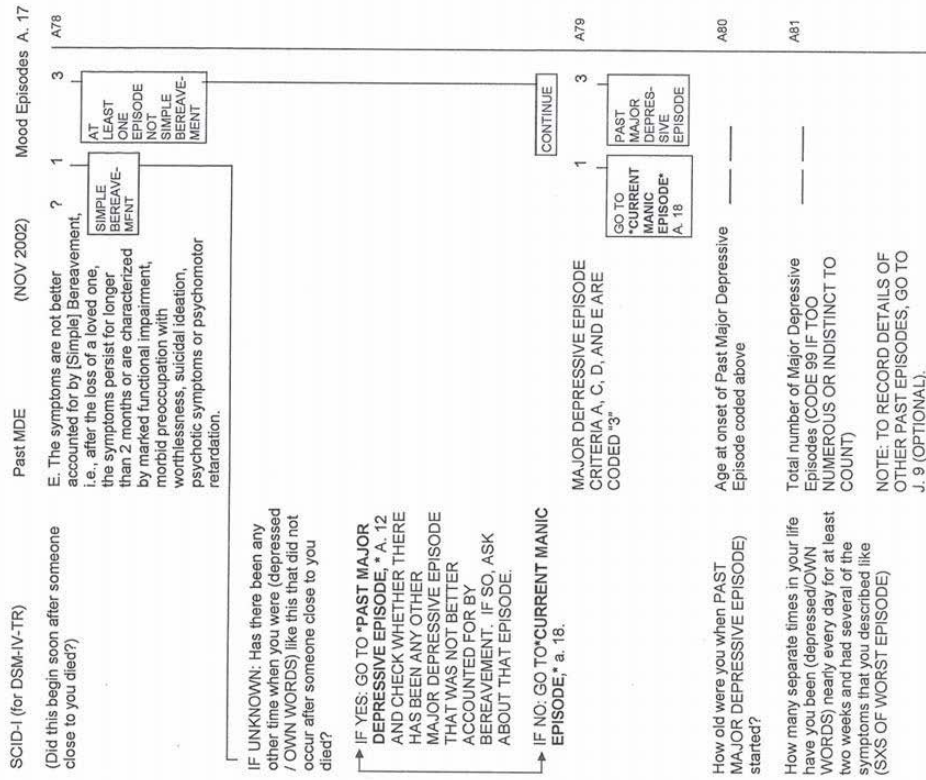 SCID-I (for DSM-IV-TR) Past MDE (NOV 2002) Mood Episodes A. 17
(Did this begin soon after someone
close to you died?)
E. The symptoms are not better
accounted for by [Simple] Bereavement,
i.e., after the loss of a loved one,
the symptoms persist for longer
than 2 months or are characterized
by marked functional impairment,
morbid preoccupation with
worthlessness, suicidal ideation,
psychotic symptoms or psychomotor
retardation.
? 1 3
A78
SIMPLE
BEREAVE-
MENT
AT
LEAST
ONE
EPISODE
NOT
SIMPLE
BEREAVE-
MENT
IF UNKNOWN: Has there been any
other time when you were (depressed
/ OWN WORDS) like this that did not
occur after someone close to you
died?
IF YES: GO TO *PAST MAJOR
DEPRESSIVE EPISODE, * A. 12
AND CHECK WHETHER THERE
HAS BEEN ANY OTHER
MAJOR DEPRESSIVE EPISODE
THAT WAS NOT BETTER
ACCOUNTED FOR BY
BEREAVEMENT. IF SO, ASK
ABOUT THAT EPISODE.
IF NO: GO TO*CURRENT MANIC
EPISODE,* a. 18.
CONTINUE
MAJOR DEPRESSIVE EPISODE
CRITERIA A, C, D, AND E ARE
CODED "3"
1 3
A79
GO TO
*CURRENT
MANIC
EPISODE*
A. 18
PAST
MAJOR
DEPRES-
SIVE
EPISODE
How old were you when PAST
MAJOR DEPRESSIVE EPISODE)
started?
Age at onset of Past Major Depressive
Episode coded above
A80
How many separate times in your life
have you been (depressed/OWN
WORDS) nearly every day for at least
two weeks and had several of the
symptoms that you described like
(SXS OF WORST EPISODE)
Total number of Major Depressive
Episodes (CODE 99 IF TOO
NUMEROUS OR INDISTINCT TO
COUNT)
A81
NOTE: TO RECORD DETAILS OF
OTHER PAST EPISODES, GO TO
J. 9 (OPTIONAL).